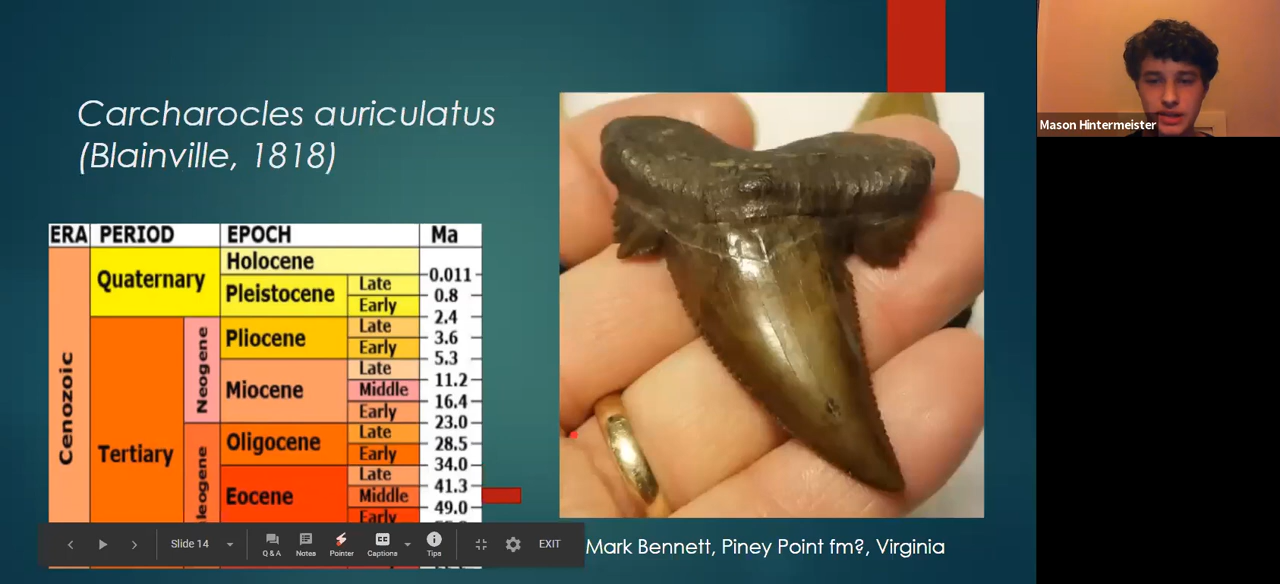 Carcharocles auriculatus
(Blainville, 1818)
ERA PERIOD EPOCH Ma
Cenozoic
Quaternary
Tertiary
Neogene
leogene
Holocene
0.011
Pleistocene
Late
0.8
Early
2.4
Pliocene
Late
3.6
Early
5.3
Miocene
Late
11.2
Middle
16.4
Early
23.0
Oligocene
Late
28.5
Early
34.0
Eocene
Late
41.3
Middle
49.0
Early
Slide 14
Q & A
Notes
Pointer
Captions
Tips
EXIT
Mark Bennett, Piney Point fm?, Virginia
Mason Hintermeister